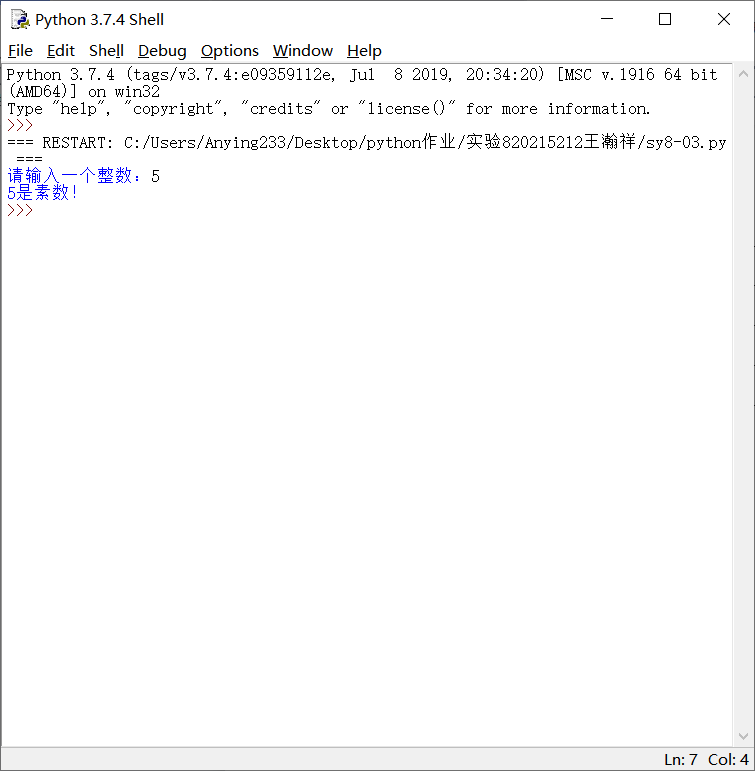 Python 3.7.4 Shell
File Edit Shell Debug Options Window Help
Python 3.7.4 (tags/v3.7.4:e09359112e, Jul  8 2019, 20:34:20) [MSC v.1916 64 bit
(AMD64)] on win32
Type "help", "copyright", "credits" or "license()" for more information.
>>>
=== RESTART: C:/Users/Anying233/Desktop/python作业/实验820215212王瀚祥/sy8-03.py
 ===
请输入一个整数：5
5是素数!
>>>
Ln: 7 Col: 4